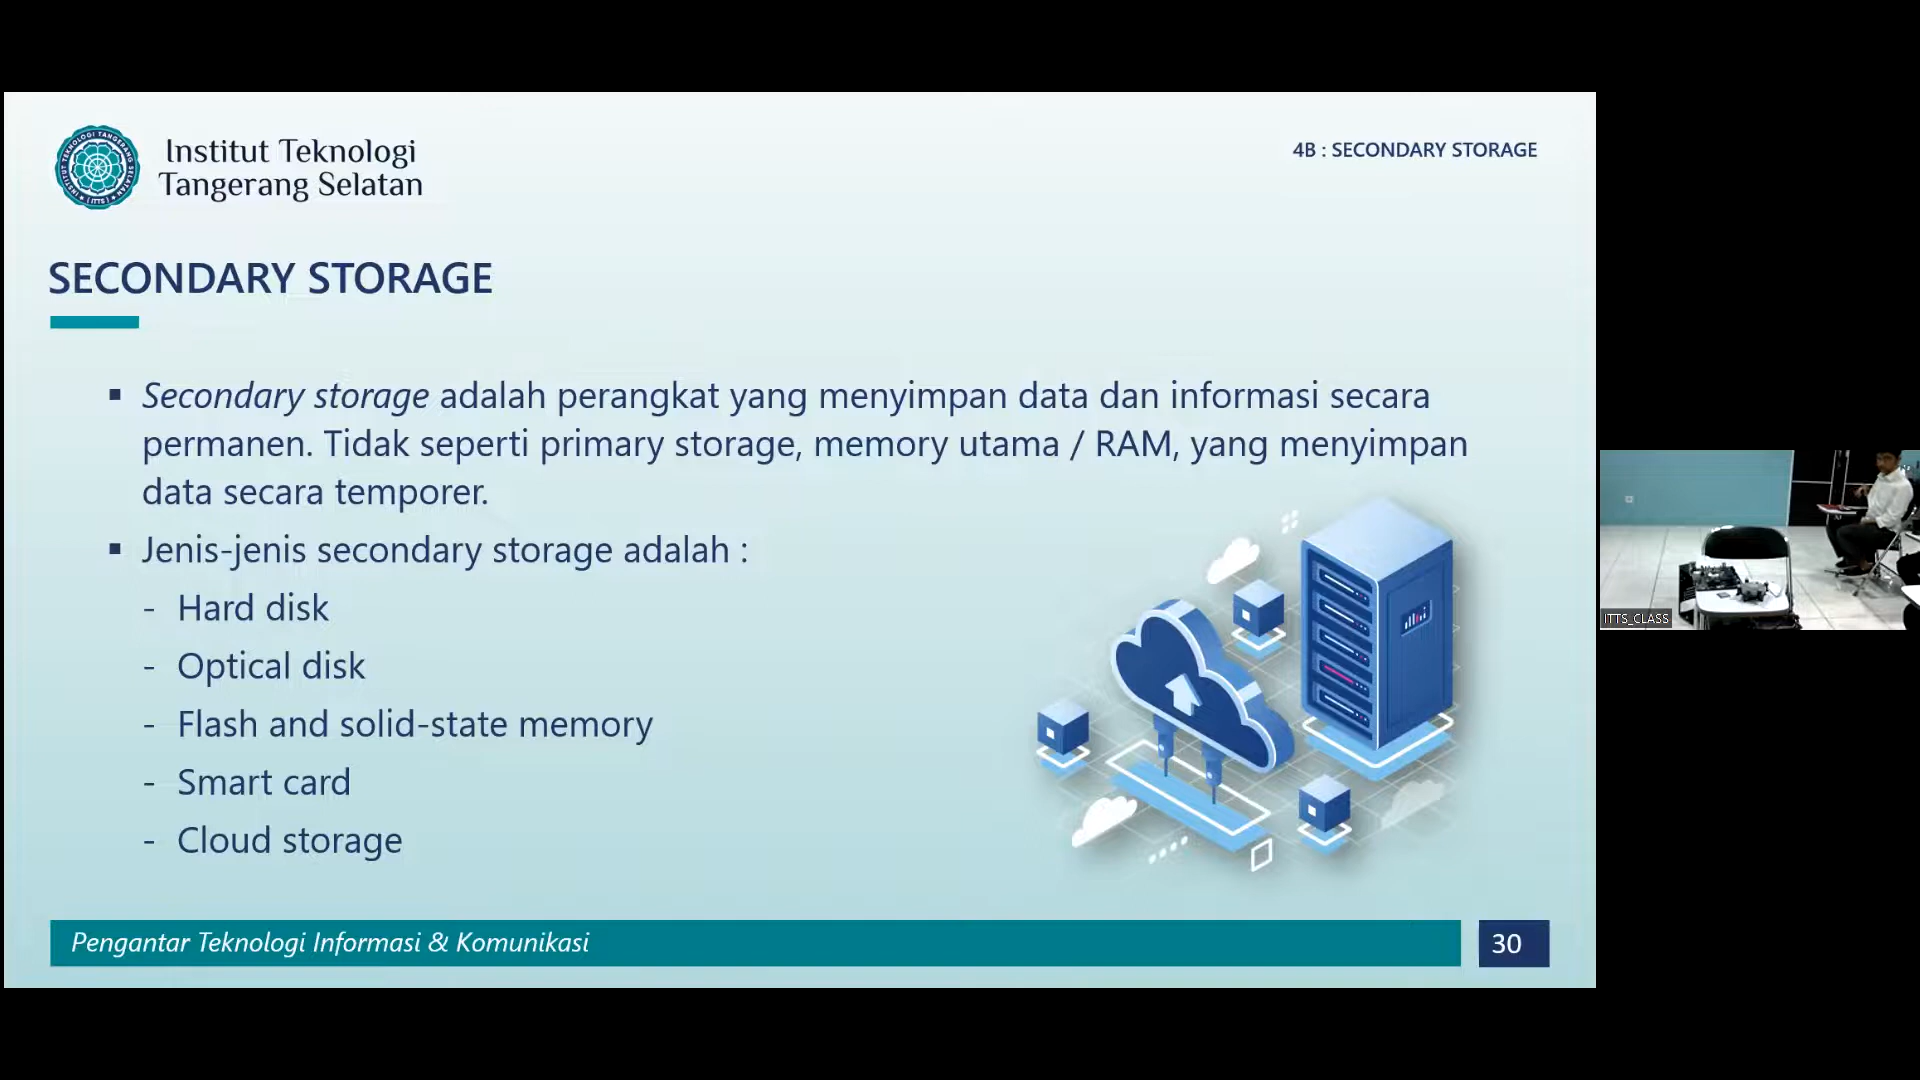 Institut Teknologi
Tangerang Selatan
4B : SECONDARY STORAGE
SECONDARY STORAGE
▪ Secondary storage adalah perangkat yang menyimpan data dan informasi secara
permanen. Tidak seperti primary storage, memory utama / RAM, yang menyimpan
data secara temporer.
▪ Jenis-jenis secondary storage adalah :
- Hard disk
- Optical disk
- Flash and solid-state memory
- Smart card
- Cloud storage
ITTS_CLASS
Pengantar Teknologi Informasi & Komunikasi
30